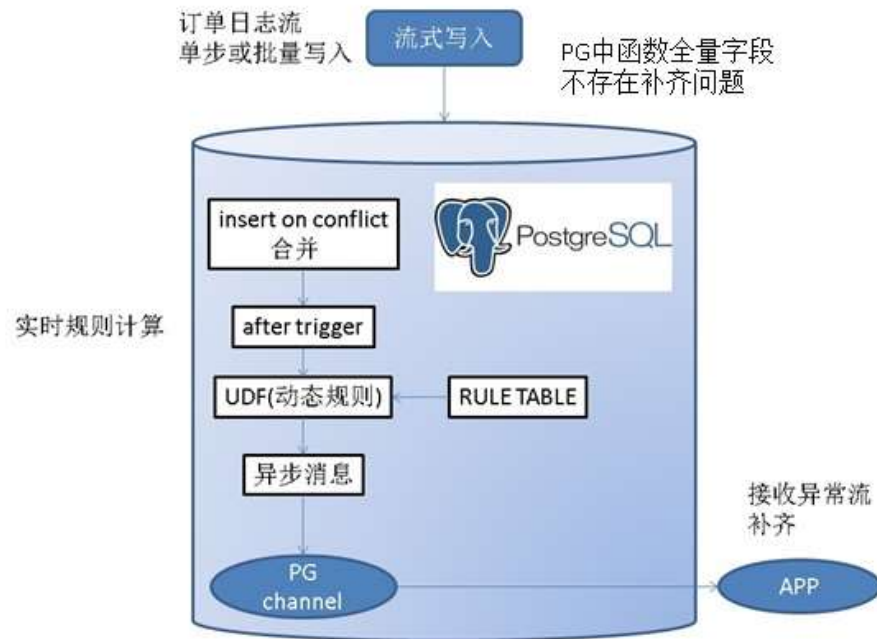 订单日志流
单步或批量写入
流式写入
PG中函数全量字段
不存在补齐问题
insert on conflict
合并
PostgreSQL
实时规则计算
after trigger
UDF(动态规则)
RULE TABLE
异步消息
接收异常流
补齐
PG
channel
APP